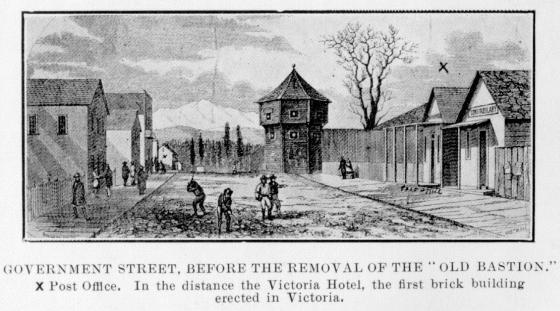 X
GOVERNMENT STREET, BEFORE THE REMOVAL OF THE "OLD BASTION."
X Post Office. In the distance the Victoria Hotel, the first brick building
erected in Victoria.